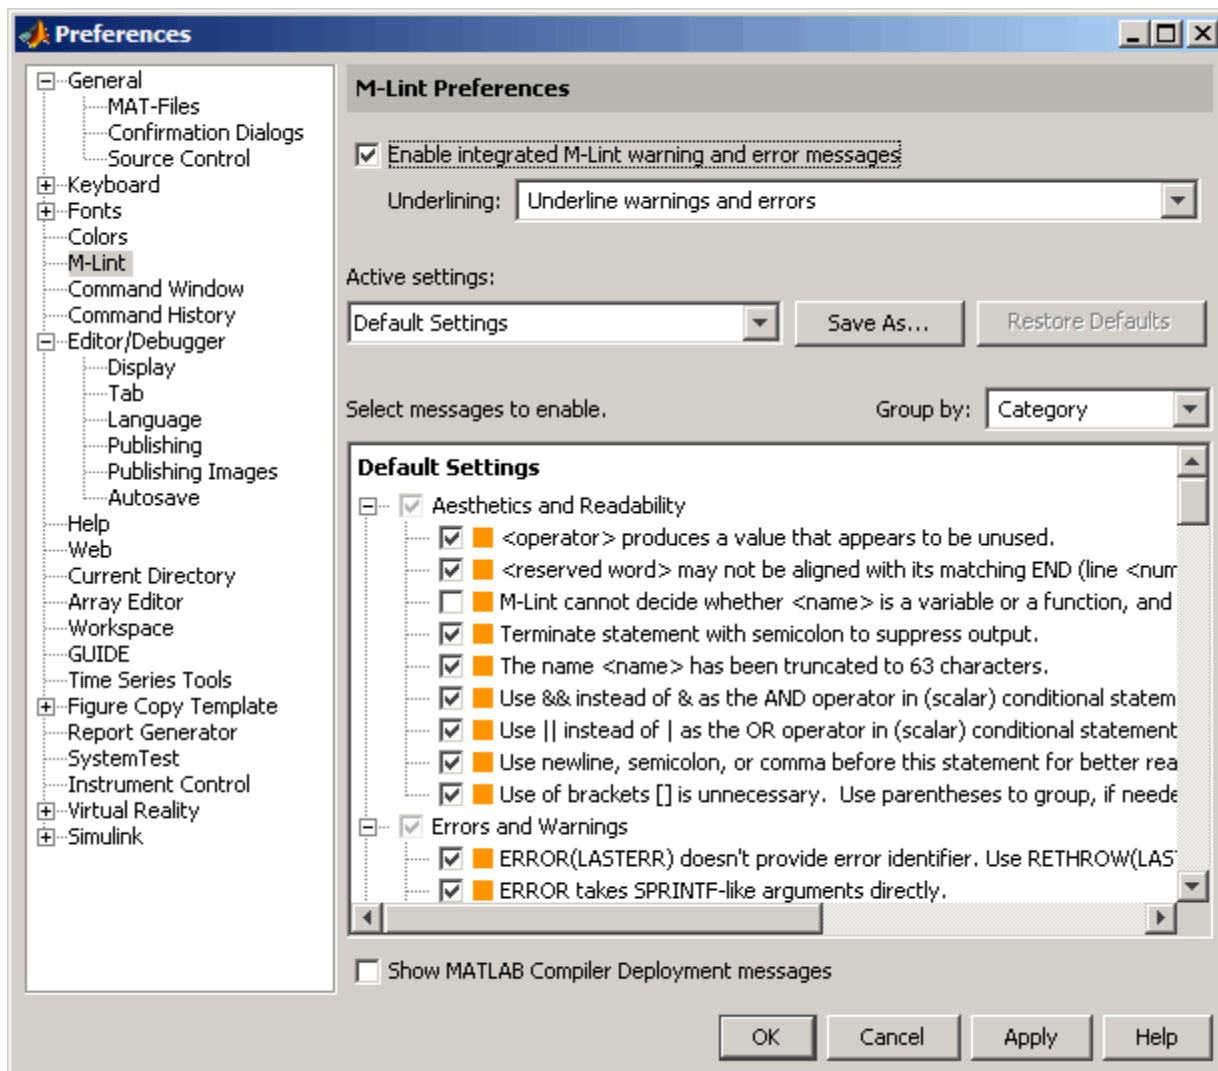 Preferences
General
MAT-Files
Confirmation Dialogs
Source Control
Keyboard
Fonts
Colors
M-Lint
Command Window
Command History
Editor/Debugger
Display
Tab
Language
Publishing
Publishing Images
Autosave
Help
Web
Current Directory
Array Editor
Workspace
GUIDE
Time Series Tools
Figure Copy Template
Report Generator
SystemTest
Instrument Control
Virtual Reality
Simulink
M-Lint Preferences
Enable integrated M-Lint warning and error messages
Underlining: Underline warnings and errors
Active settings:
Default Settings Save As... Restore Defaults
Select messages to enable. Group by: Category
Default Settings
Aesthetics and Readability
<operator> produces a value that appears to be unused.
<reserved word> may not be aligned with its matching END (line <num
M-Lint cannot decide whether <name> is a variable or a function, and
Terminate statement with semicolon to suppress output.
The name <name> has been truncated to 63 characters.
Use && instead of & as the AND operator in (scalar) conditional statem
Use || instead of | as the OR operator in (scalar) conditional statement
Use newline, semicolon, or comma before this statement for better rea
Use of brackets [] is unnecessary. Use parentheses to group, if neede
Errors and Warnings
ERROR(LASTERR) doesn't provide error identifier. Use RETHROW(LAS
ERROR takes SPRINTF-like arguments directly.
Show MATLAB Compiler Deployment messages
OK Cancel Apply Help